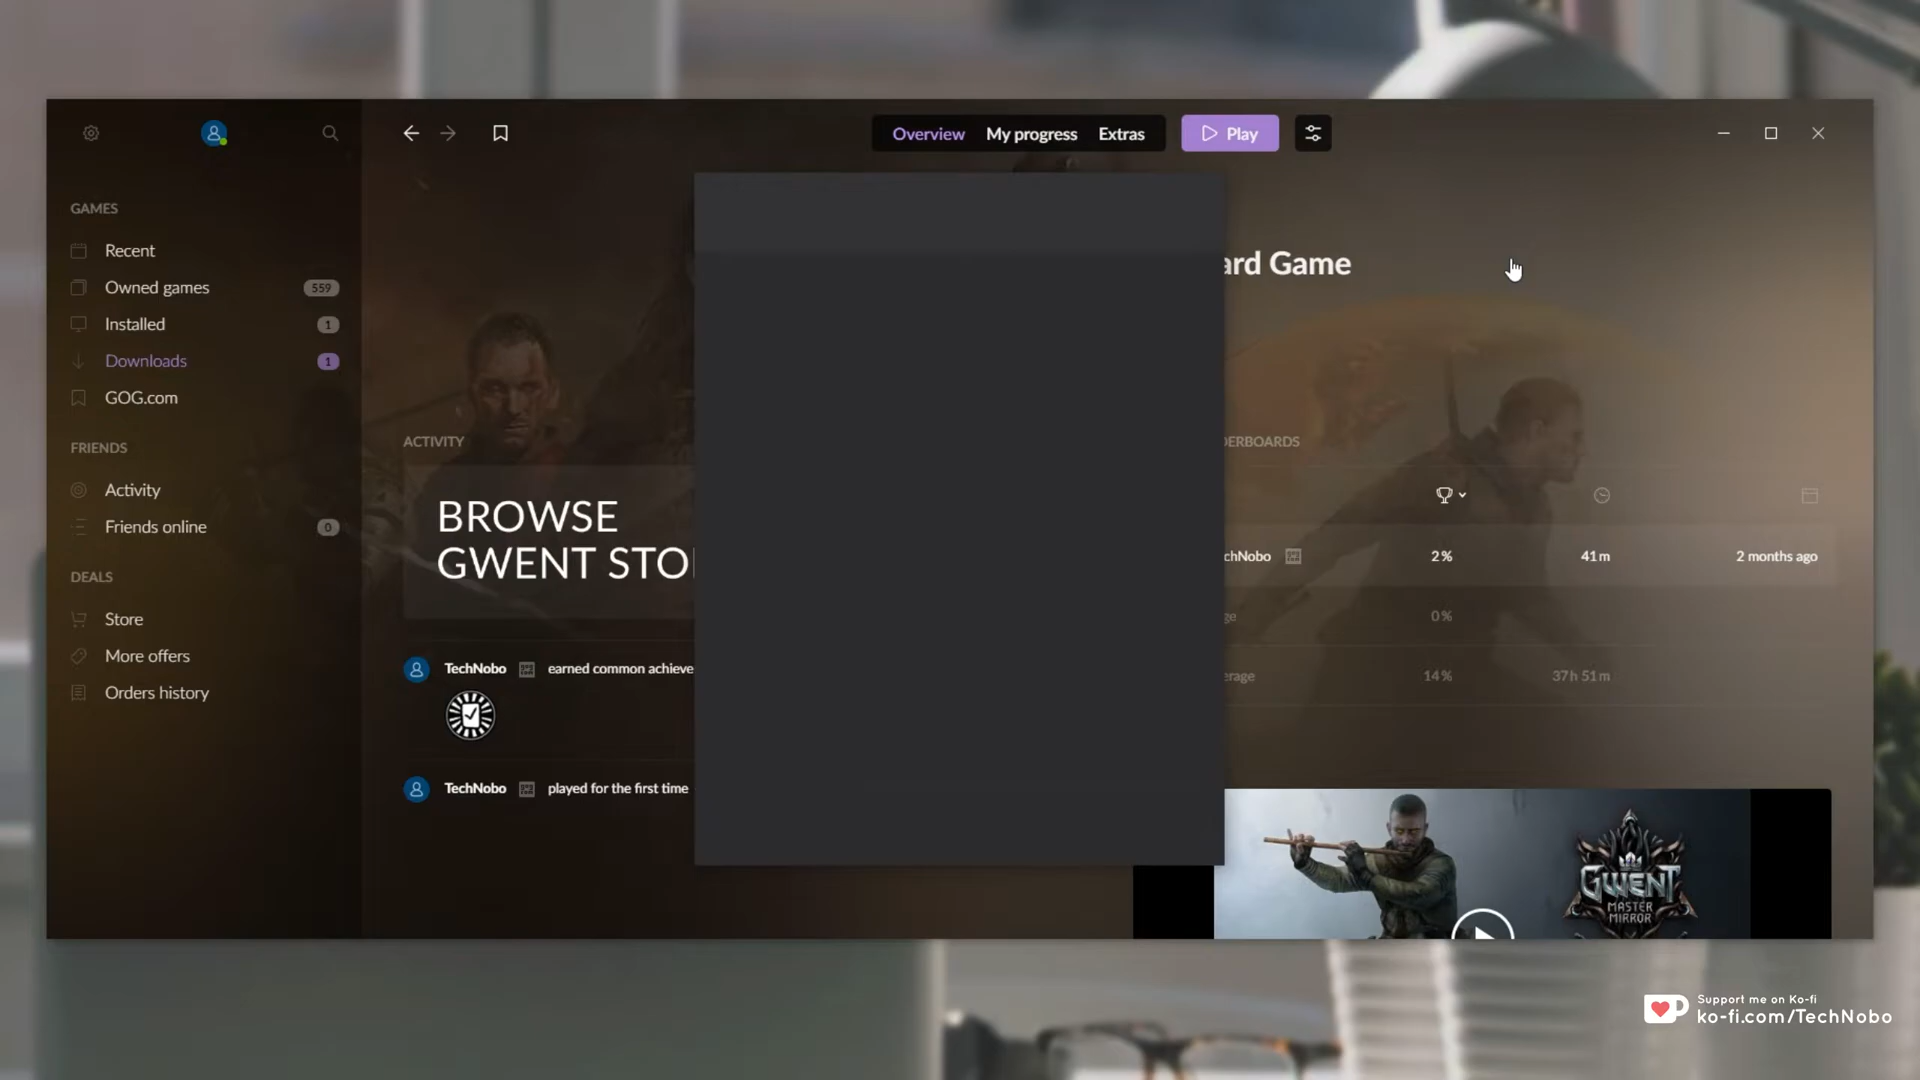 Overview My progress Extras Play
GAMES
Recent
Owned games 559
Installed 1
Downloads 1
GOG.com
FRIENDS
Activity
Friends online 0
DEALS
Store
More offers
Orders history
ard Game
ACTIVITY
BROWSE
GWENT STO
TechNobo earned common achieve
TechNobo played for the first time
DERBOARDS
chNobo 2% 41m 2 months ago
ge 0%
erage 14% 37h 51m
GWENT
MASTER
MIRROR
Support me on Ko-fi
ko-fi.com/TechNobo